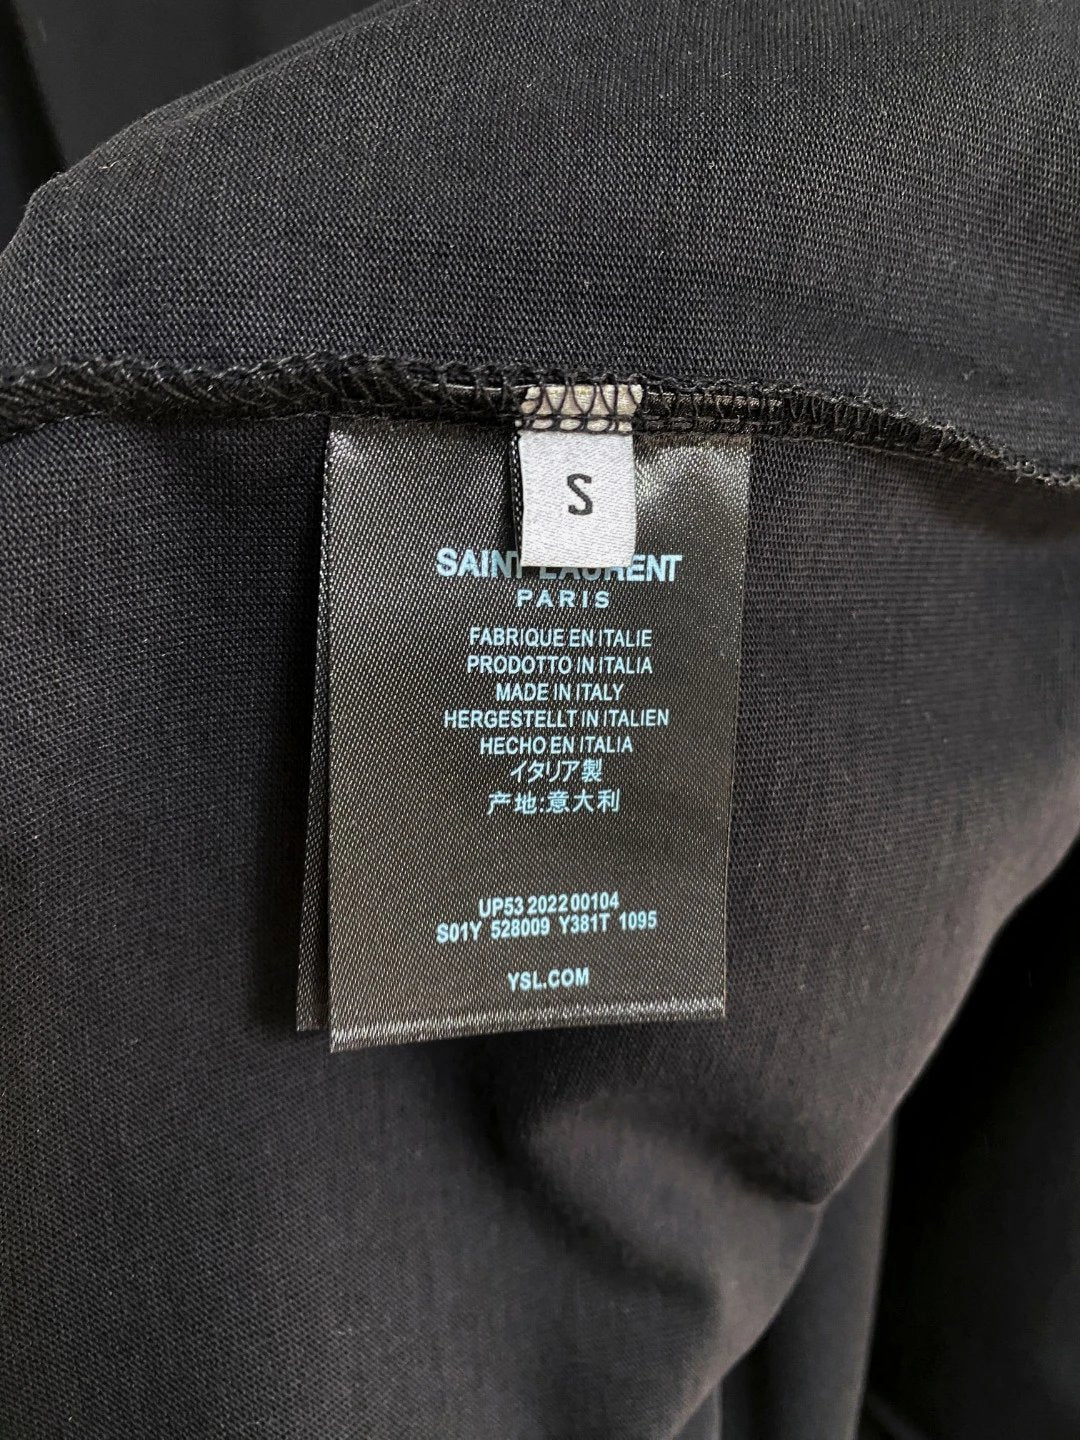 S
SAINT LAURENT
PARIS
FABRIQUE EN ITALIE
PRODOTTO IN ITALIA
MADE IN ITALY
HERGESTELLT IN ITALIEN
HECHO EN ITALIA
イタリア製
产地:意大利
UP53 2022 00104
S01Y 528009 Y381T 1095
YSL.COM